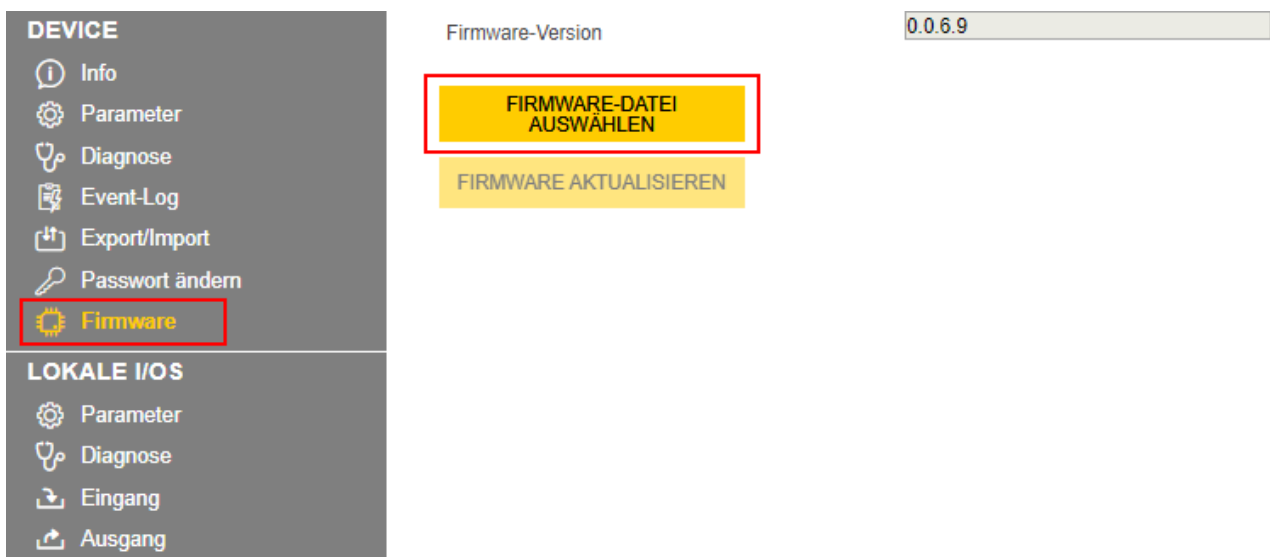 DEVICE
Info
Parameter
Diagnose
Event-Log
Export/Import
Passwort ändern
Firmware
LOKALE I/OS
Parameter
Diagnose
Eingang
Ausgang
Firmware-Version
0.0.6.9
FIRMWARE-DATEI
AUSWÄHLEN
FIRMWARE AKTUALISIEREN